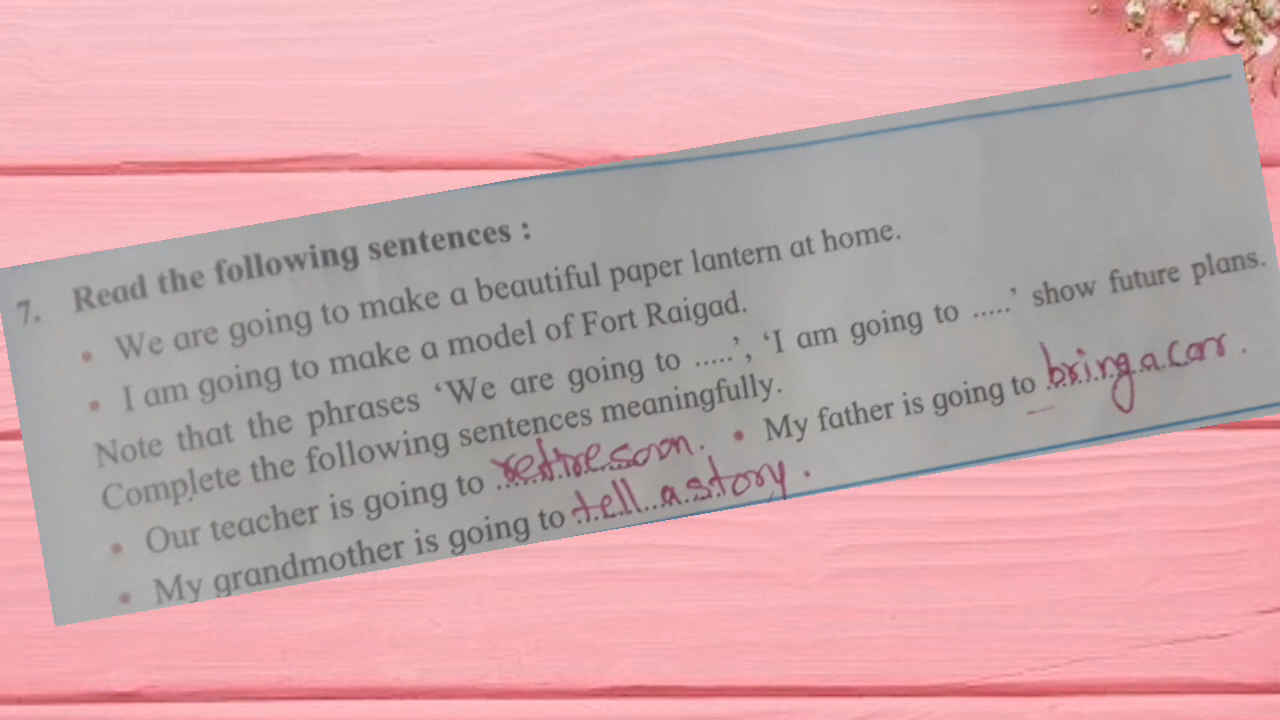 7. Read the following sentences :
• We are going to make a beautiful paper lantern at home.
• I am going to make a model of Fort Raigad.
Note that the phrases ‘We are going to .....’, ‘I am going to .....’ show future plans.
Complete the following sentences meaningfully.
• Our teacher is going to retire soon. • My father is going to bring a car.
• My grandmother is going to tell a story.